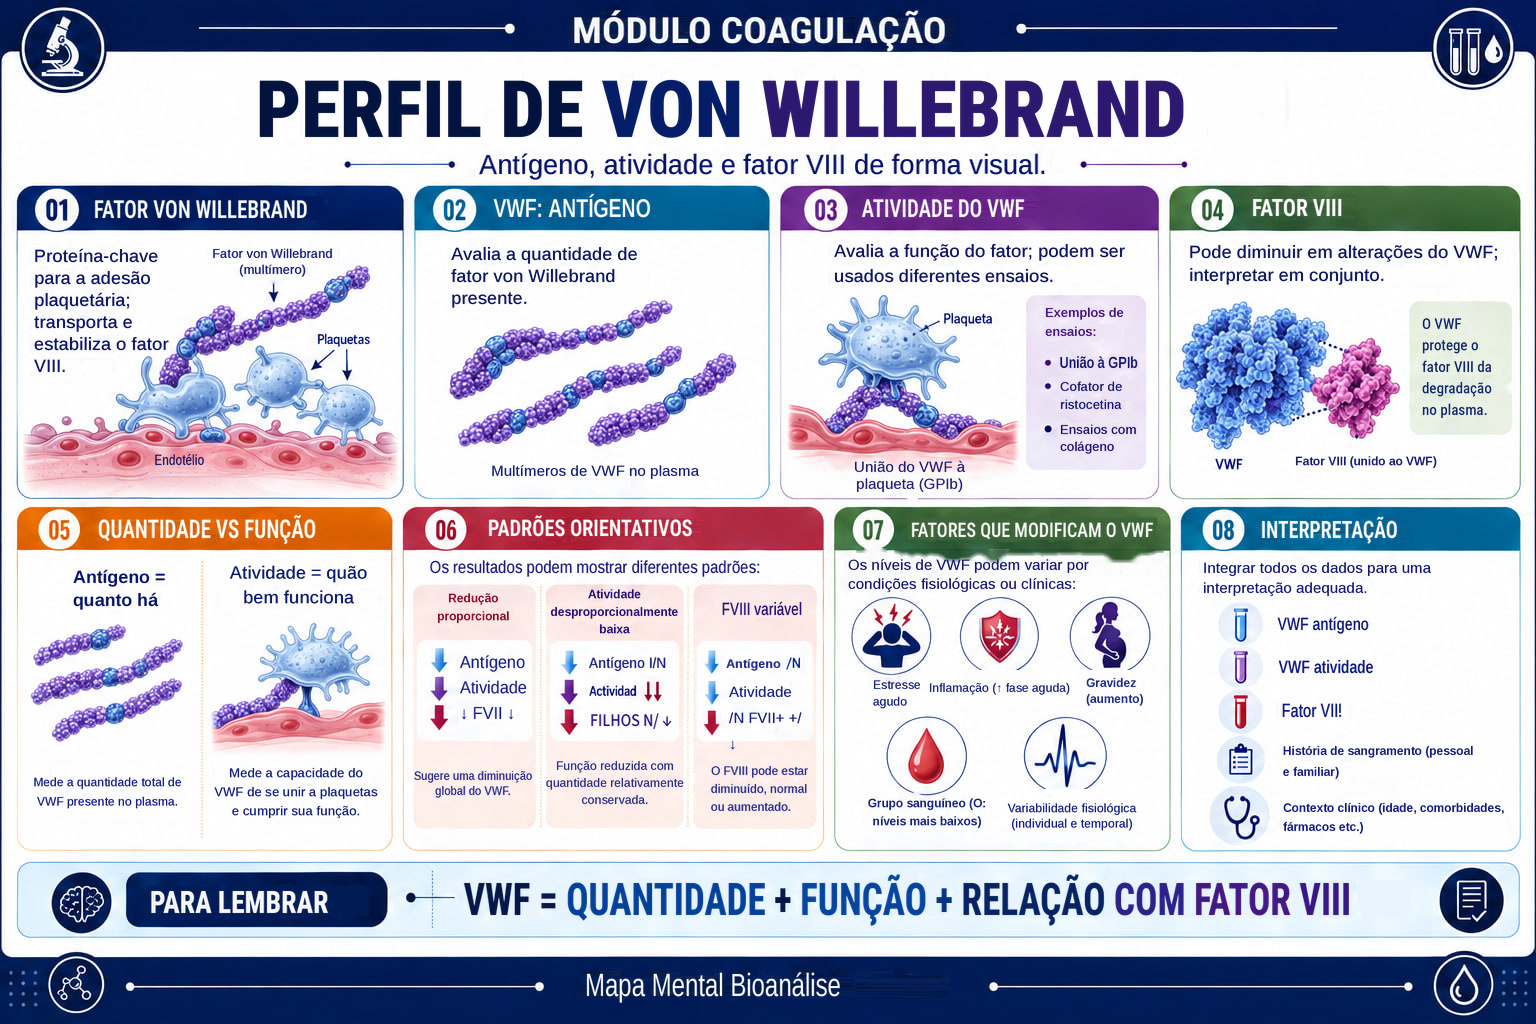 MÓDULO COAGULAÇÃO
PERFIL DE VON WILLEBRAND
Antígeno, atividade e fator VIII de forma visual.
01 FATOR VON WILLEBRAND
Proteína-chave
para a adesão
plaquetária;
transporta e
estabiliza o fator
VIII.
Fator von Willebrand
(multímero)
Plaquetas
Endotélio
02 VWF: ANTÍGENO
Avalia a quantidade de
fator von Willebrand
presente.
Multímeros de VWF no plasma
03 ATIVIDADE DO VWF
Avalia a função do fator; podem ser
usados diferentes ensaios.
Plaqueta
Exemplos de
ensaios:
• União à GPIb
• Cofator de
ristocetina
• Ensaios com
colágeno
União do VWF à
plaqueta (GPIb)
04 FATOR VIII
Pode diminuir em alterações do VWF;
interpretar em conjunto.
O VWF
protege o
fator VIII da
degradação
no plasma.
VWF
Fator VIII (unido ao VWF)
05 QUANTIDADE VS FUNÇÃO
Antígeno =
quanto há
Mede a quantidade total de
VWF presente no plasma.
Atividade = quão
bem funciona
Mede a capacidade do
VWF de se unir a plaquetas
e cumprir sua função.
06 PADRÕES ORIENTATIVOS
Os resultados podem mostrar diferentes padrões:
Redução
proporcional
Antígeno
Atividade
↓ FVII ↓
Sugere uma diminuição
global do VWF.
Atividade
desproporcionalmente
baixa
Antígeno I/N
Actividad ↓↓
FILHOS N/ ↓
Função reduzida com
quantidade relativamente
conservada.
FVIII variável
Antígeno /N
Atividade
/N FVII+ +/
↓
O FVIII pode estar
diminuído, normal
ou aumentado.
07 FATORES QUE MODIFICAM O VWF
Os níveis de VWF podem variar por
condições fisiológicas ou clínicas:
Estresse
agudo
Inflamação (↑ fase aguda)
Gravidez
(aumento)
Grupo sanguíneo (O:
níveis mais baixos)
Variabilidade fisiológica
(individual e temporal)
08 INTERPRETAÇÃO
Integrar todos os dados para uma
interpretação adequada.
VWF antígeno
VWF atividade
Fator VII!
História de sangramento (pessoal
e familiar)
Contexto clínico (idade, comorbidades,
fármacos etc.)
PARA LEMBRAR
VWF = QUANTIDADE + FUNÇÃO + RELAÇÃO COM FATOR VIII
Mapa Mental Bioanálise